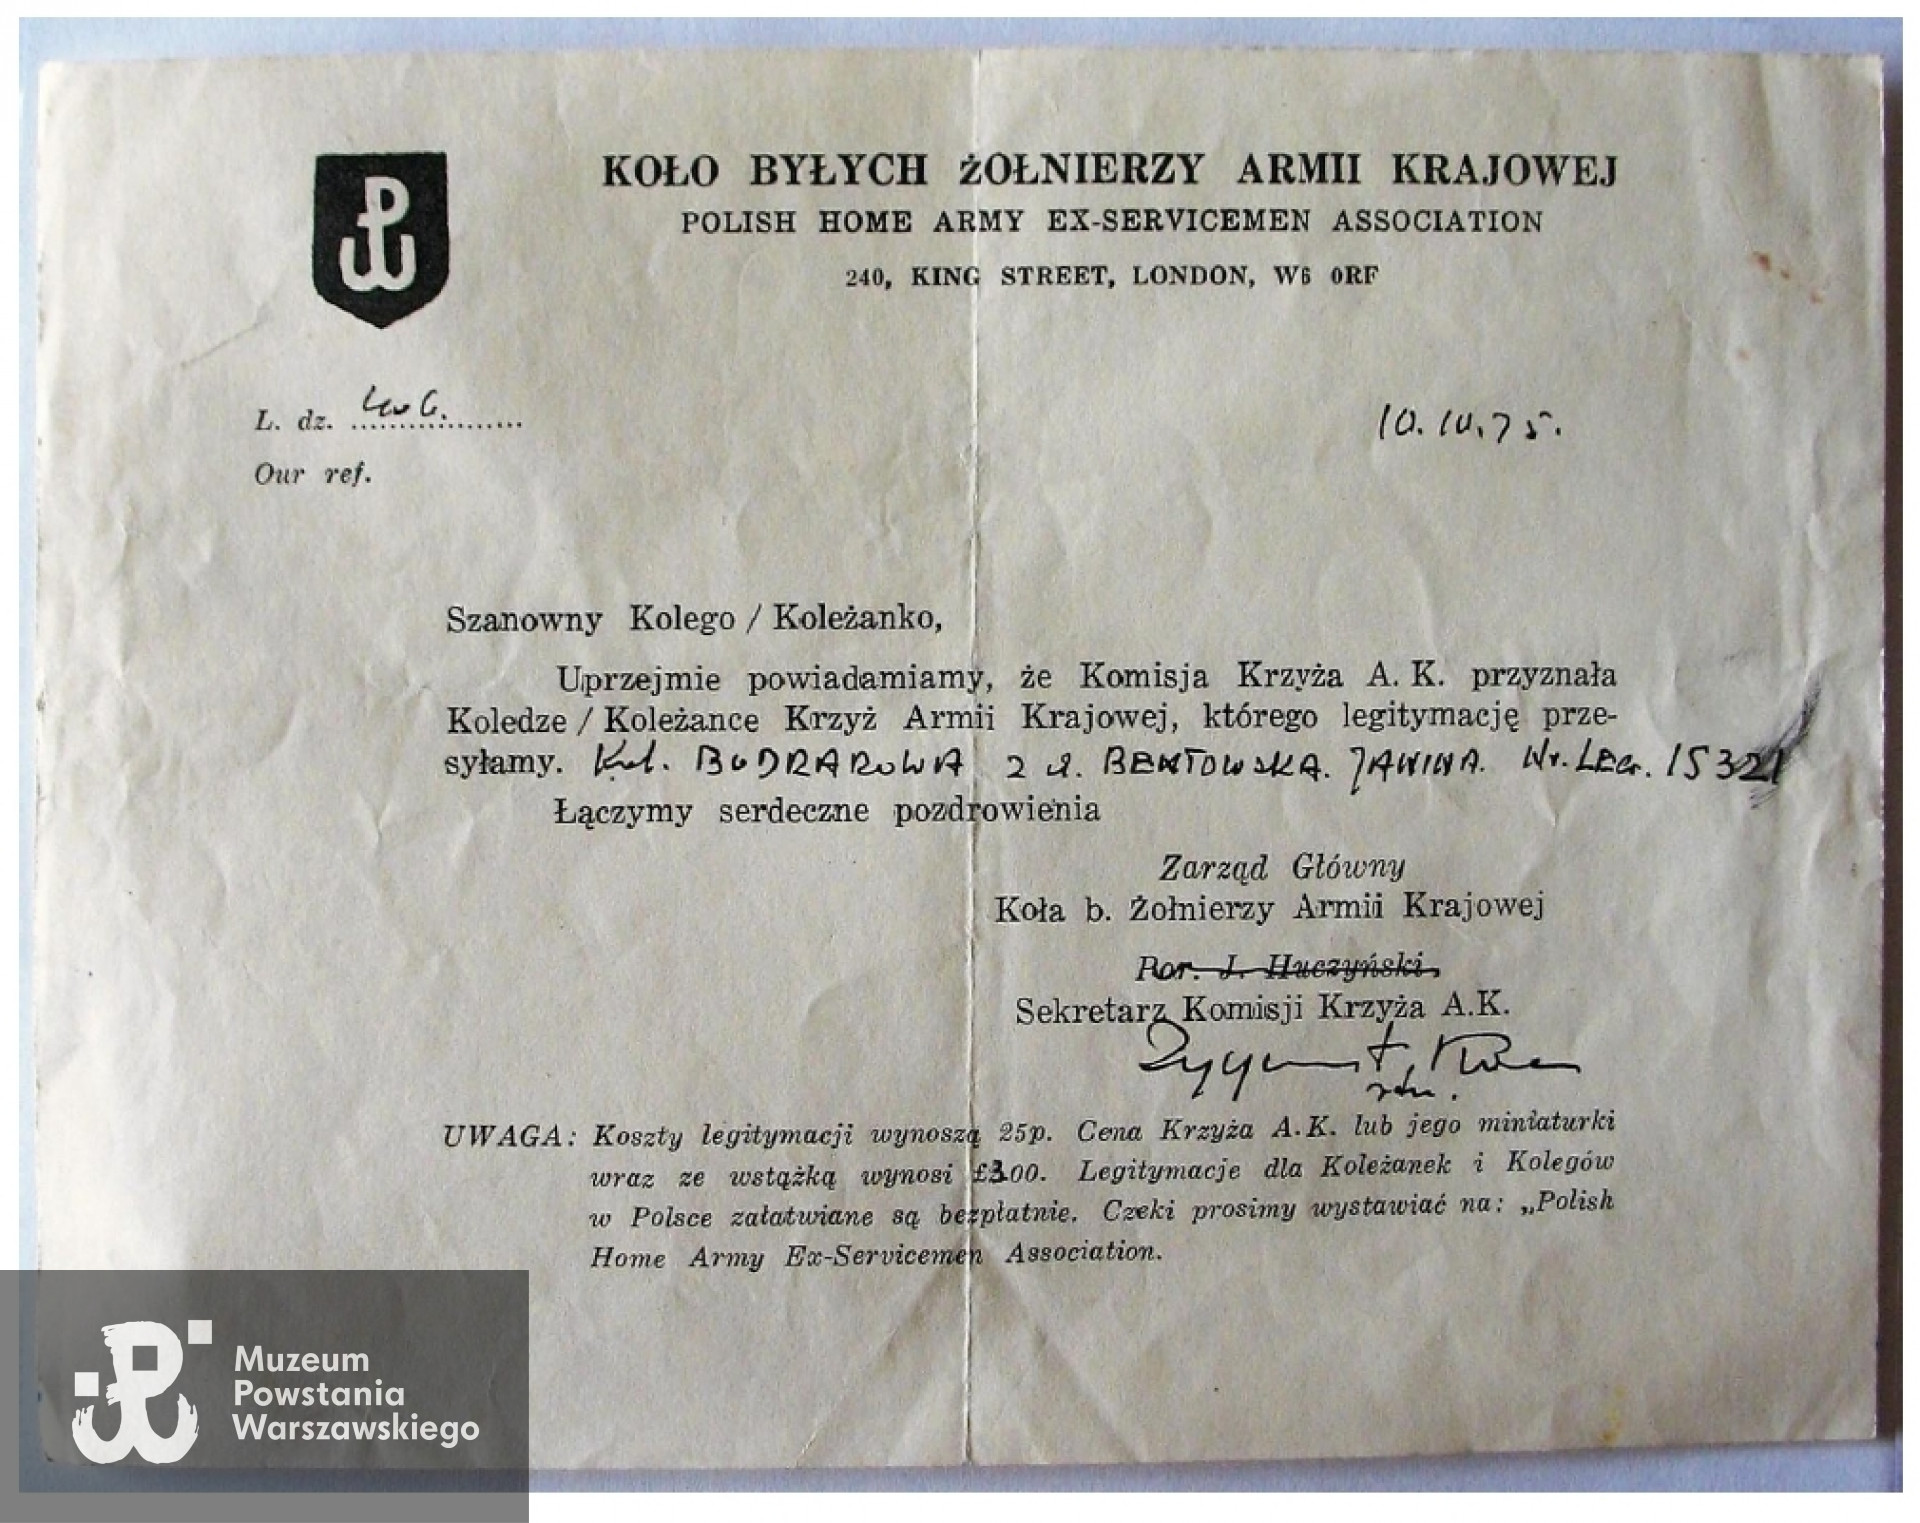 KOŁO BYŁYCH ŻOŁNIERZY ARMII KRAJOWEJ
POLISH HOME ARMY EX-SERVICEMEN ASSOCIATION
240, KING STREET, LONDON, W6 0RF
L. dz.
10.10.75.
Our ref.
Szanowny Kolego / Koleżanko,
Uprzejmie powiadamiamy, że Komisja Krzyża A. K. przyznała
Koledze / Koleżance Krzyż Armii Krajowej, którego legitymację prze-
syłamy. Kol. JANINA. Nr. LEG. 15321
Łączymy serdeczne pozdrowienia
Zarząd Główny
Koła b. Żołnierzy Armii Krajowej
Por. J. Huczyński,
Sekretarz Komisji Krzyża A.K.
Zygmunt
UWAGA: Koszty legitymacji wynoszą 25p. Cena Krzyża A.K. lub jego miniaturki
wraz ze wstążką wynosi £3.00. Legitymacje dla Koleżanek i Kolegów
w Polsce załatwiane są bezpłatnie. Czeki prosimy wystawiać na: „Polish
Home Army Ex-Servicemen Association.
Muzeum
Powstania
Warszawskiego